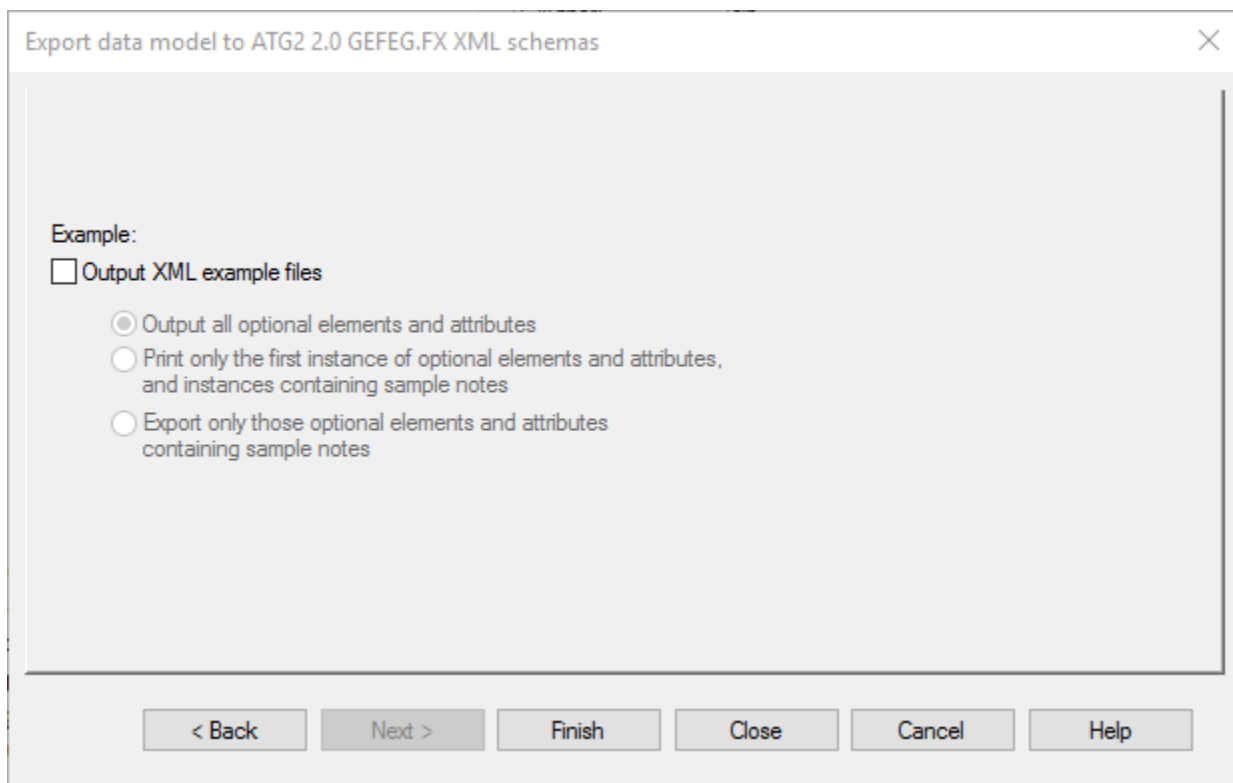 Export data model to ATG2 2.0 GEFEG.FX XML schemas
Example:
Output XML example files
Output all optional elements and attributes
Print only the first instance of optional elements and attributes,
and instances containing sample notes
Export only those optional elements and attributes
containing sample notes
< Back Next > Finish Close Cancel Help